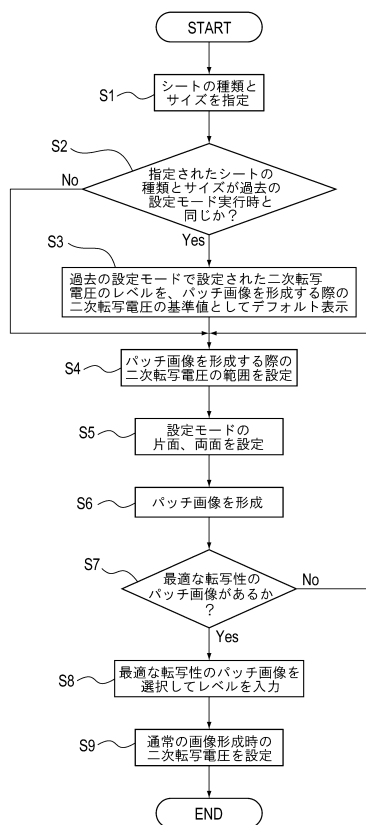 START
S1
シートの種類と
サイズを指定
S2
指定されたシートの
種類とサイズが過去の
設定モード実行時と
同じか？
No
Yes
S3
過去の設定モードで設定された二次転写
電圧のレベルを、パッチ画像を形成する際の
二次転写電圧の基準値としてデフォルト表示
S4
パッチ画像を形成する際の
二次転写電圧の範囲を設定
S5
設定モードの
片面、両面を設定
S6
パッチ画像を形成
S7
最適な転写性の
パッチ画像があるか
？
No
Yes
S8
最適な転写性のパッチ画像を
選択してレベルを入力
S9
通常の画像形成時の
二次転写電圧を設定
END